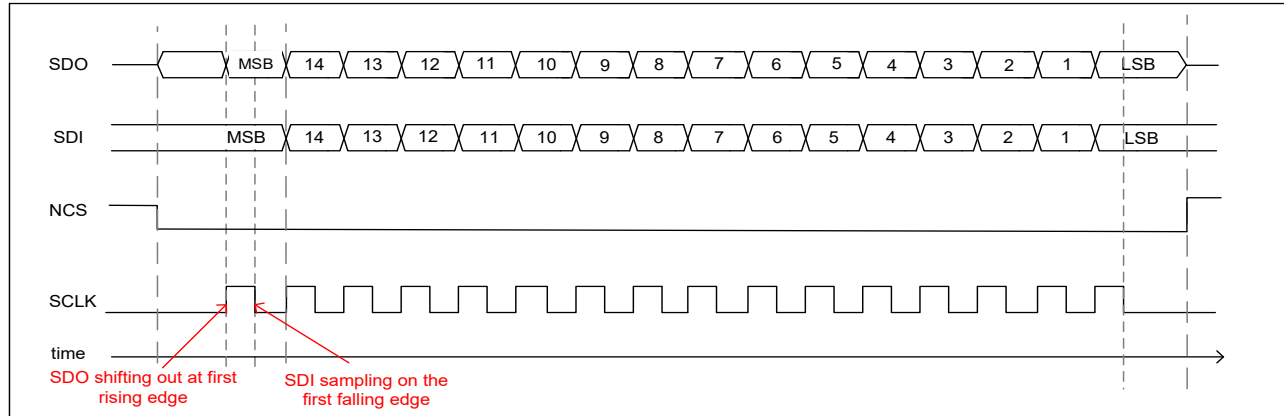 SDO MSB 14 13 12 11 10 9 8 7 6 5 4 3 2 1 LSB
SDI MSB 14 13 12 11 10 9 8 7 6 5 4 3 2 1 LSB
NCS
SCLK
time
SDO shifting out at first
rising edge
SDI sampling on the
first falling edge